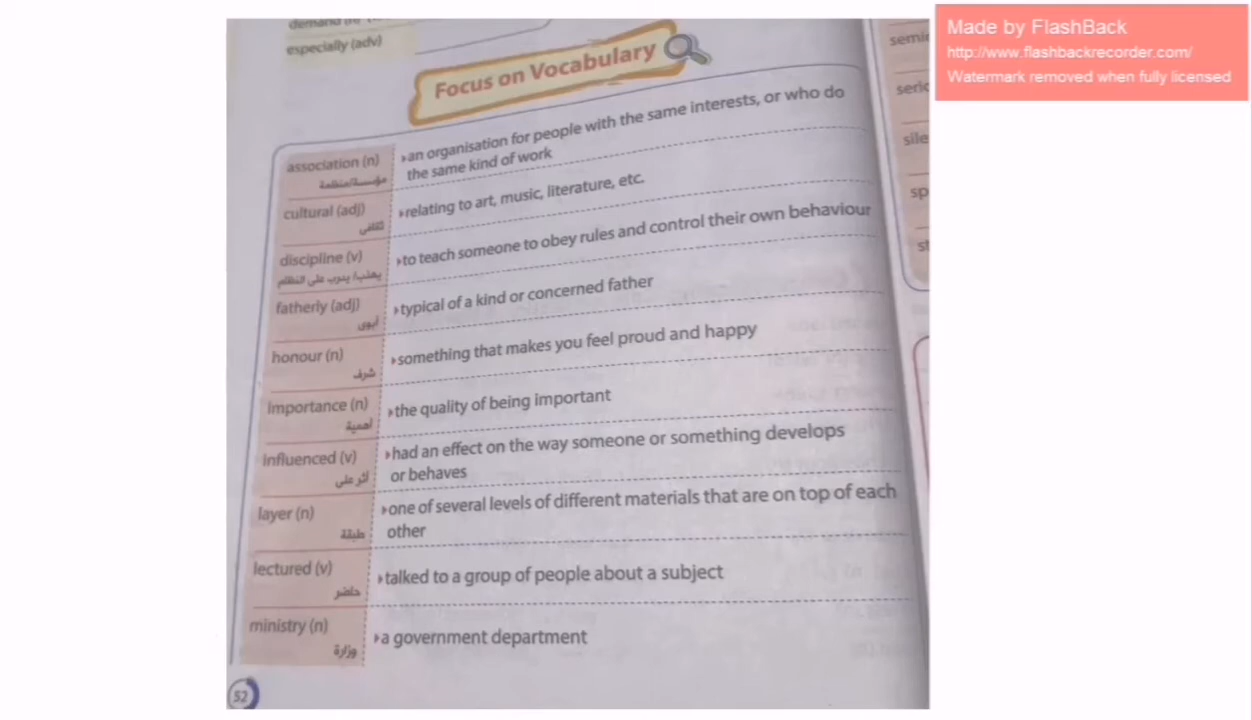 especially (adv)
Focus on Vocabulary
association (n)
مؤسسة/منظمة
▸an organisation for people with the same interests, or who do
the same kind of work
cultural (adj)
ثقافى
▸relating to art, music, literature, etc.
discipline (v)
يهذب/ يدرب على النظام
▸to teach someone to obey rules and control their own behaviour
fatherly (adj)
أبوى
▸typical of a kind or concerned father
honour (n)
شرف
▸something that makes you feel proud and happy
importance (n)
أهمية
▸the quality of being important
influenced (v)
أثر على
▸had an effect on the way someone or something develops
or behaves
layer (n)
طبقة
▸one of several levels of different materials that are on top of each
other
lectured (v)
حاضر
▸talked to a group of people about a subject
ministry (n)
وزارة
▸a government department
52
Made by FlashBack
http://www.flashbackrecorder.com/
Watermark removed when fully licensed